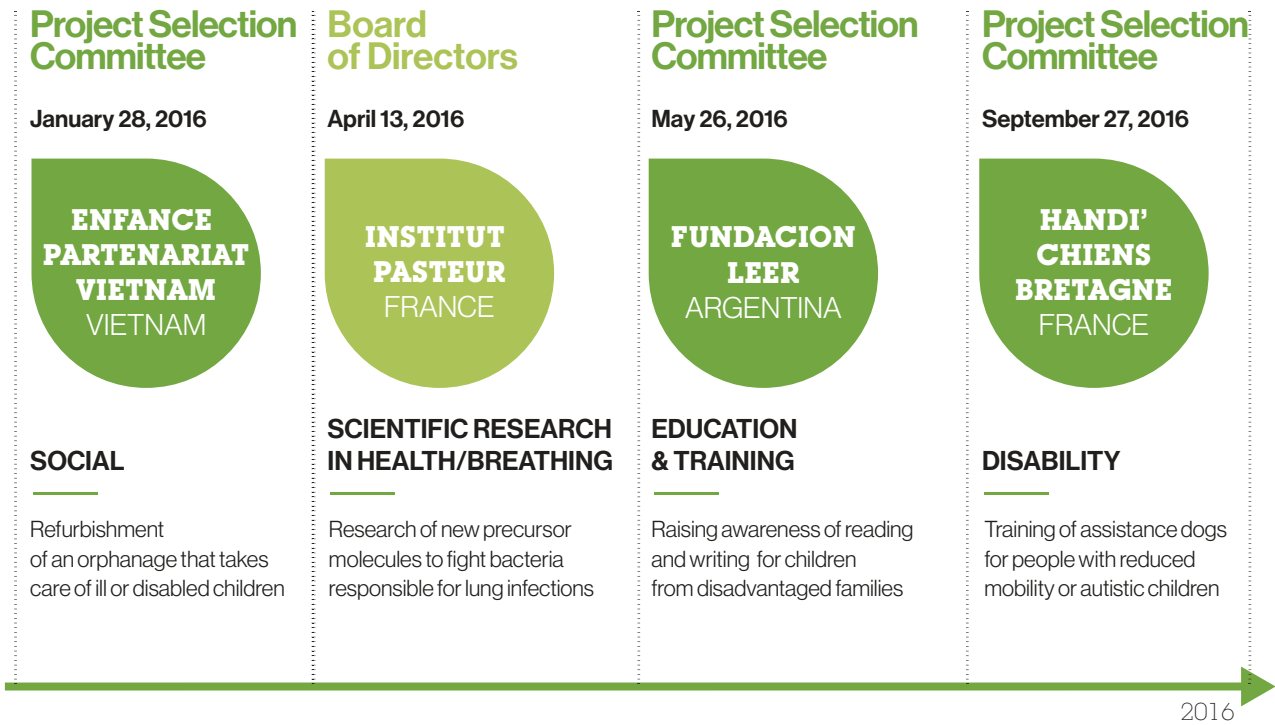 Project Selection
Committee
January 28, 2016
ENFANCE
PARTENARIAT
VIETNAM
VIETNAM
SOCIAL
Refurbishment
of an orphanage that takes
care of ill or disabled children
Board
of Directors
April 13, 2016
INSTITUT
PASTEUR
FRANCE
SCIENTIFIC RESEARCH
IN HEALTH/BREATHING
Research of new precursor
molecules to fight bacteria
responsible for lung infections
Project Selection
Committee
May 26, 2016
FUNDACION
LEER
ARGENTINA
EDUCATION
& TRAINING
Raising awareness of reading
and writing for children
from disadvantaged families
Project Selection
Committee
September 27, 2016
HANDI’
CHIENS
BRETAGNE
FRANCE
DISABILITY
Training of assistance dogs
for people with reduced
mobility or autistic children
2016